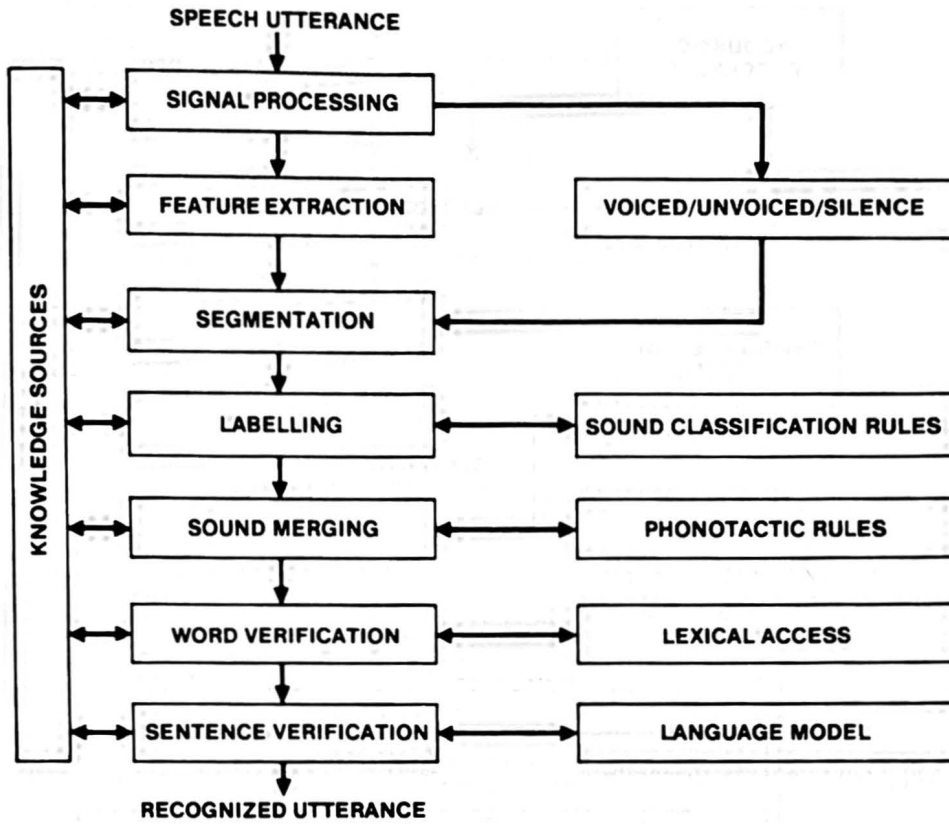 SPEECH UTTERANCE
SIGNAL PROCESSING
FEATURE EXTRACTION
VOICED/UNVOICED/SILENCE
SEGMENTATION
KNOWLEDGE SOURCES
LABELLING
SOUND CLASSIFICATION RULES
SOUND MERGING
PHONOTACTIC RULES
WORD VERIFICATION
LEXICAL ACCESS
SENTENCE VERIFICATION
LANGUAGE MODEL
RECOGNIZED UTTERANCE